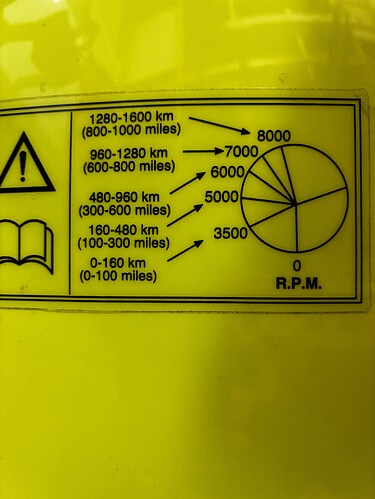 1280-1600 km
(800-1000 miles)
8000
960-1280 km
(600-800 miles)
7000
6000
480-960 km
(300-600 miles)
5000
160-480 km
(100-300 miles)
3500
0-160 km
(0-100 miles)
0
R.P.M.